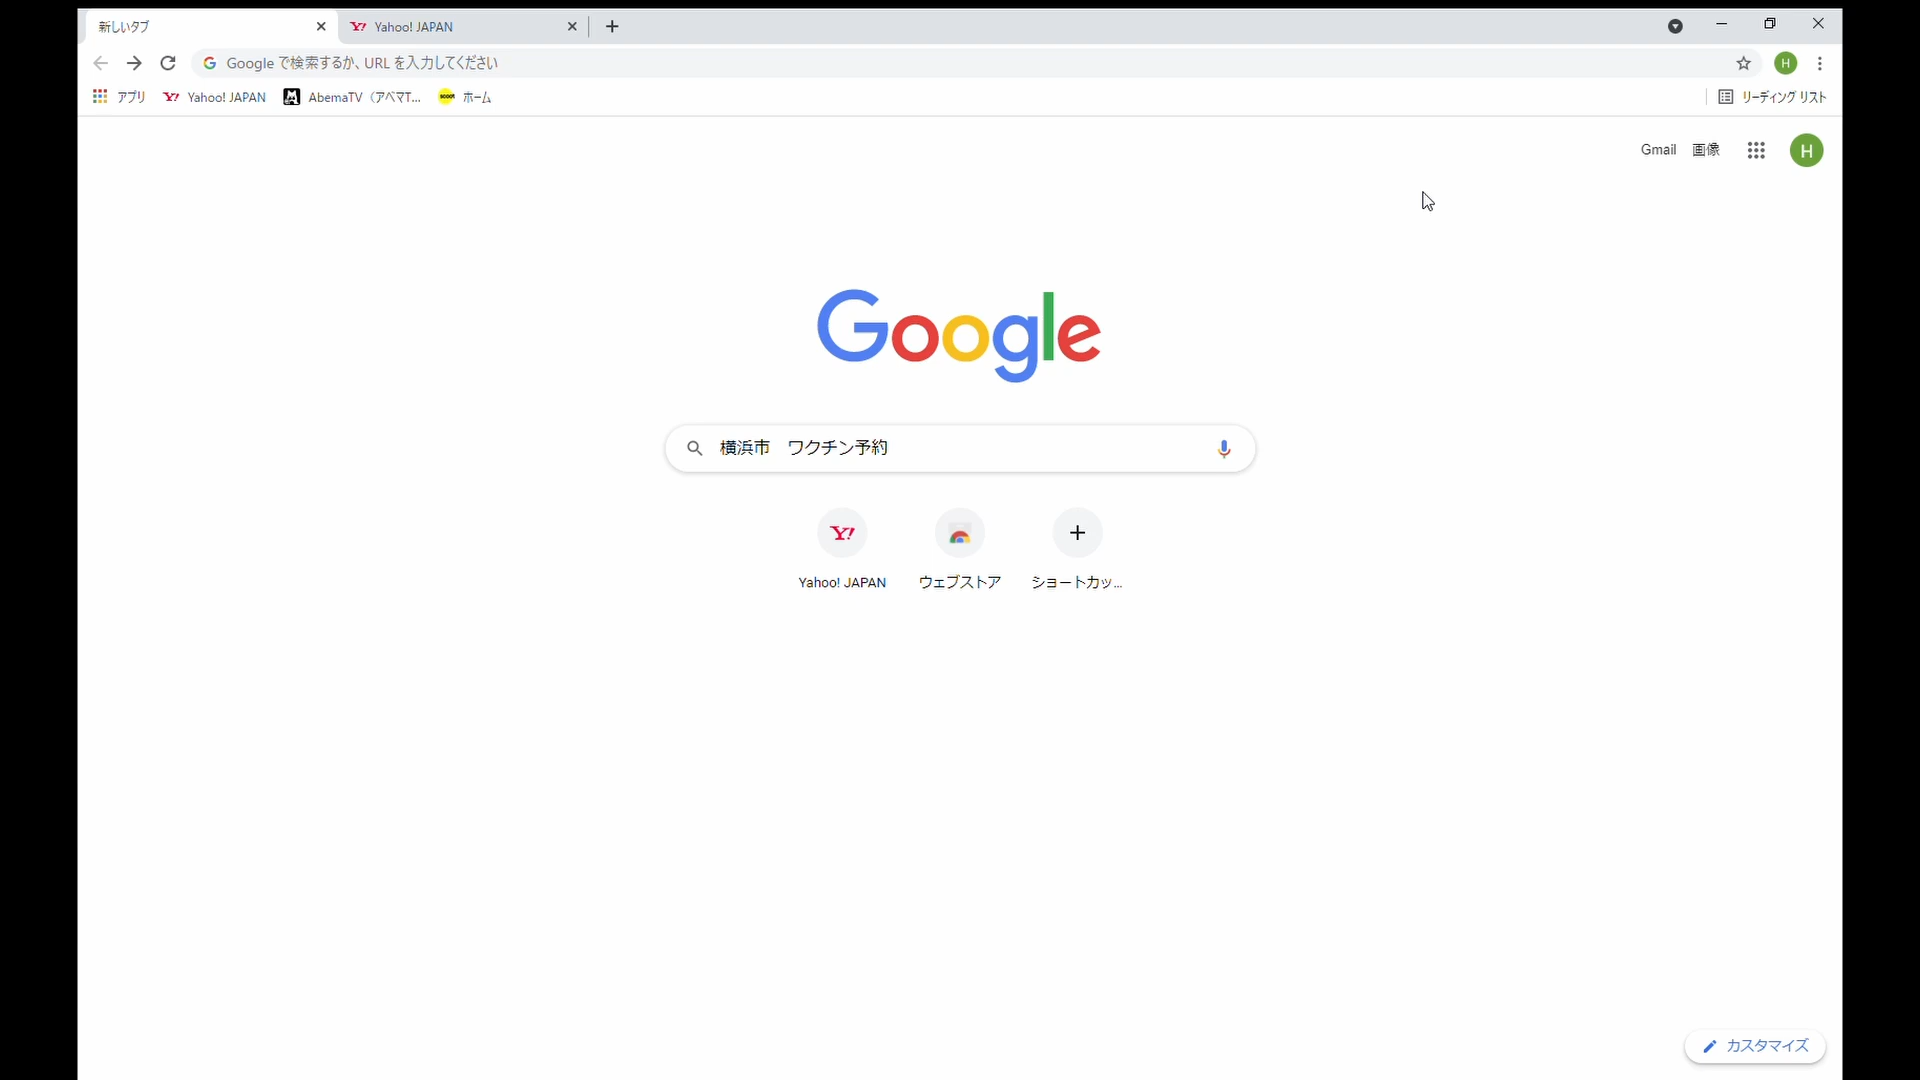 新しいタブ
Yahoo! JAPAN
Google で検索するか、URL を入力してください
H
アプリ
Yahoo! JAPAN
AbemaTV（アベマT...
scoot
ホーム
リーディング リスト
Gmail
画像
H
Google
横浜市　ワクチン予約
Yahoo! JAPAN
ウェブストア
ショートカッ...
カスタマイズ